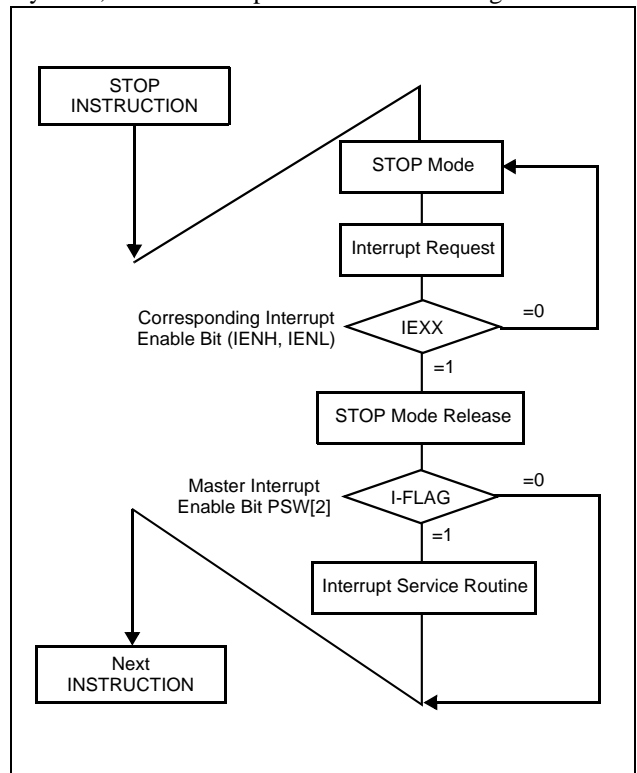 STOP
INSTRUCTION
STOP Mode
Interrupt Request
Corresponding Interrupt
Enable Bit (IENH, IENL)
IEXX
=0
=1
STOP Mode Release
Master Interrupt
Enable Bit PSW[2]
I-FLAG
=0
=1
Interrupt Service Routine
Next
INSTRUCTION